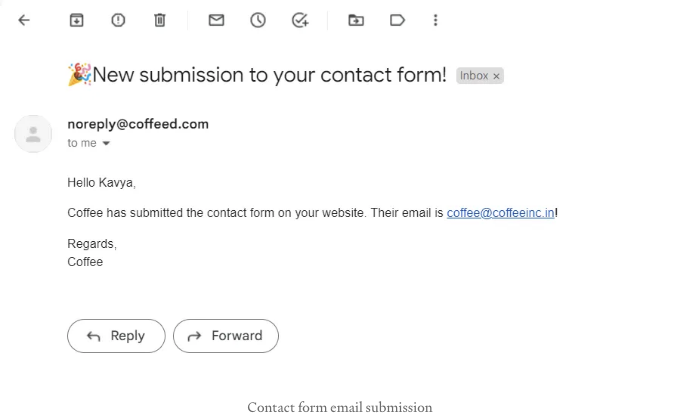 🎉New submission to your contact form! Inbox ×
noreply@coffeed.com
to me
Hello Kavya,
Coffee has submitted the contact form on your website. Their email is coffee@coffeeinc.in!
Regards,
Coffee
Reply Forward
Contact form email submission